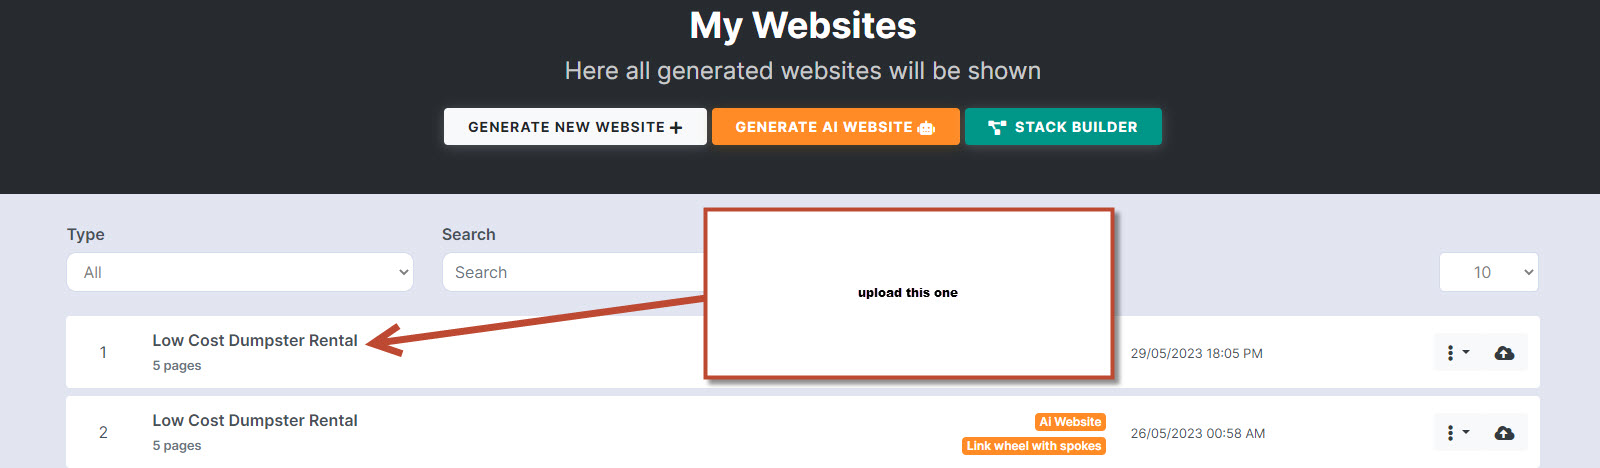 My Websites
Here all generated websites will be shown
GENERATE NEW WEBSITE
GENERATE AI WEBSITE
STACK BUILDER
Type
Search
All
Search
10
upload this one
1
Low Cost Dumpster Rental
5 pages
29/05/2023 18:05 PM
2
Low Cost Dumpster Rental
5 pages
Ai Website
Link wheel with spokes
26/05/2023 00:58 AM